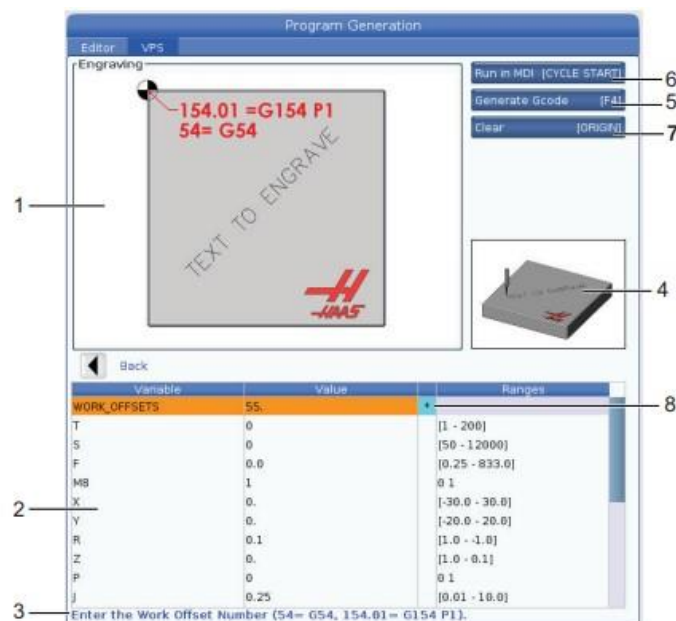 Program Generation
Editor VPS
Engraving
154.01 =G154 P1
54= G54
TEXT TO ENGRAVE
HAAS
Run in MDI [CYCLE START] 6
Generate Gcode [F4] 5
Clear [ORIGIN] 7
1
TEXT TO ENGRAVE 4
Back
Variable Value Ranges
WORK_OFFSETS 55. 8
T 0 [1 - 200]
S 0 [50 - 12000]
F 0.0 [0.25 - 833.0]
M8 1 0 1
X 0. [-30.0 - 30.0]
2
Y 0. [-20.0 - 20.0]
R 0.1 [1.0 - -1.0]
Z 0. [1.0 - 0.1]
P 0 0 1
J 0.25 [0.01 - 10.0]
3 Enter the Work Offset Number (54= G54, 154.01= G154 P1).